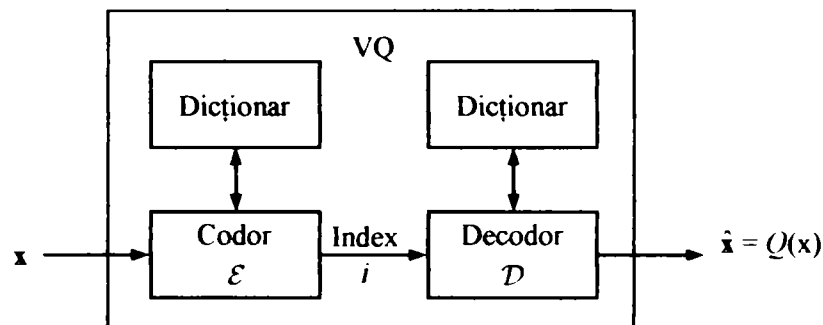 VQ
Dicționar
Dicționar
x
Codor
ℰ
Index
i
Decodor
𝒟
x̂ = Q(x)